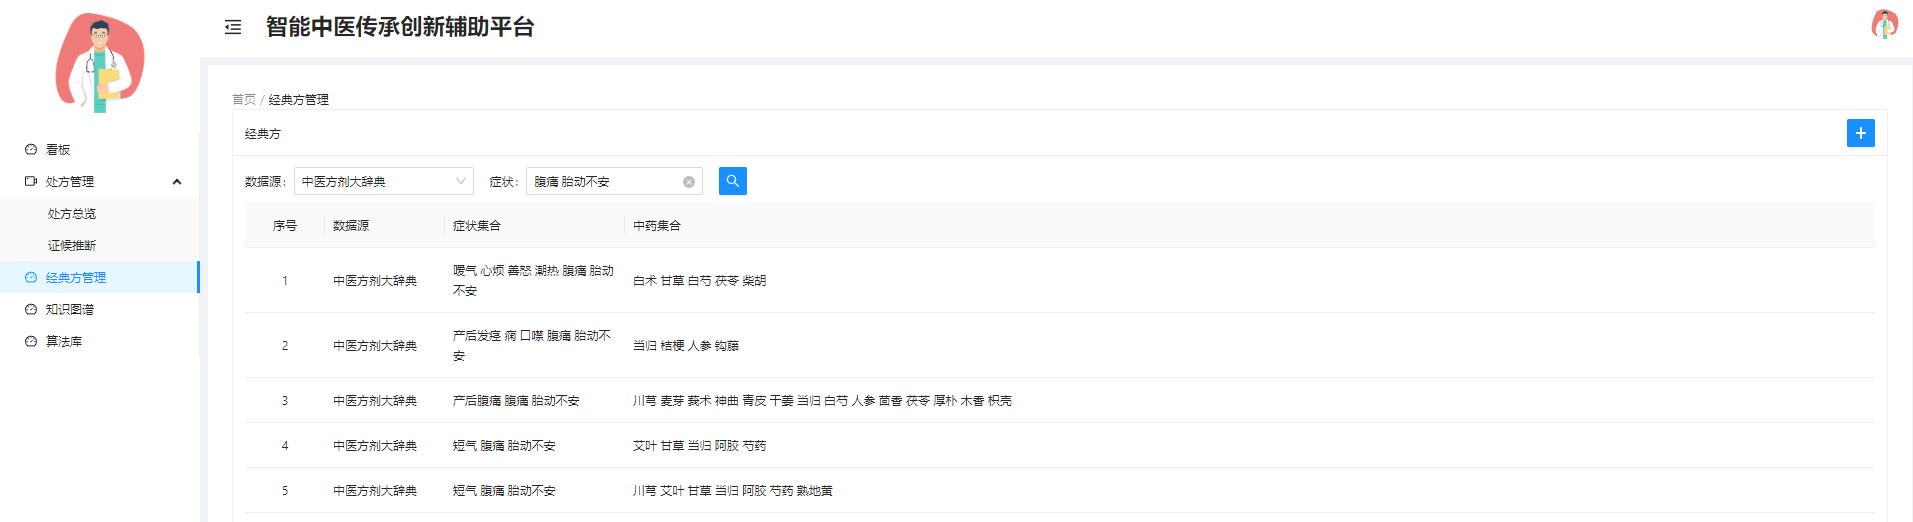 智能中医传承创新辅助平台
看板
处方管理
处方总览
证候推断
经典方管理
知识图谱
算法库
首页 / 经典方管理
经典方
数据源: 中医方剂大辞典 症状: 腹痛 胎动不安
序号 数据源 症状集合 中药集合
1 中医方剂大辞典 嗳气 心烦 善怒 潮热 腹痛 胎动 白术 甘草 白芍 茯苓 柴胡
不安
2 中医方剂大辞典 产后发痉 病 口噤 腹痛 胎动不 当归 桔梗 人参 钩藤
安
3 中医方剂大辞典 产后腹痛 腹痛 胎动不安 川芎 麦芽 莪术 神曲 青皮 干姜 当归 白芍 人参 茴香 茯苓 厚朴 木香 枳壳
4 中医方剂大辞典 短气 腹痛 胎动不安 艾叶 甘草 当归 阿胶 芍药
5 中医方剂大辞典 短气 腹痛 胎动不安 川芎 艾叶 甘草 当归 阿胶 芍药 熟地黄